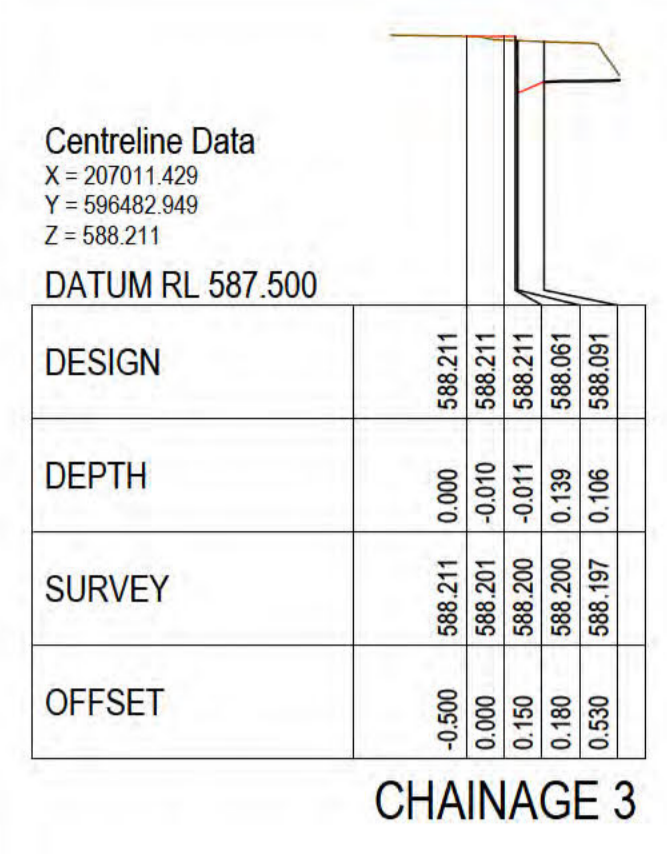 Centreline Data
X = 207011.429
Y = 596482.949
Z = 588.211
DATUM RL 587.500
DESIGN 588.211 588.211 588.211 588.061 588.091
DEPTH 0.000 -0.010 -0.011 0.139 0.106
SURVEY 588.211 588.201 588.200 588.200 588.197
OFFSET -0.500 0.000 0.150 0.180 0.530
CHAINAGE 3